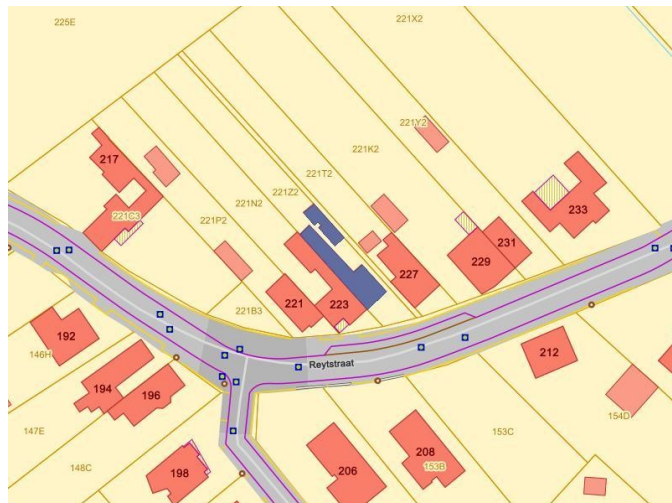 225E
221X2
221Y2
217
221K2
221T2
221Z2
221C3
221N2
221P2
233
231
227
229
221B3
221
223
192
Reytstraat
212
146H
194
196
154D
147E
153C
208
148C
153B
206
198